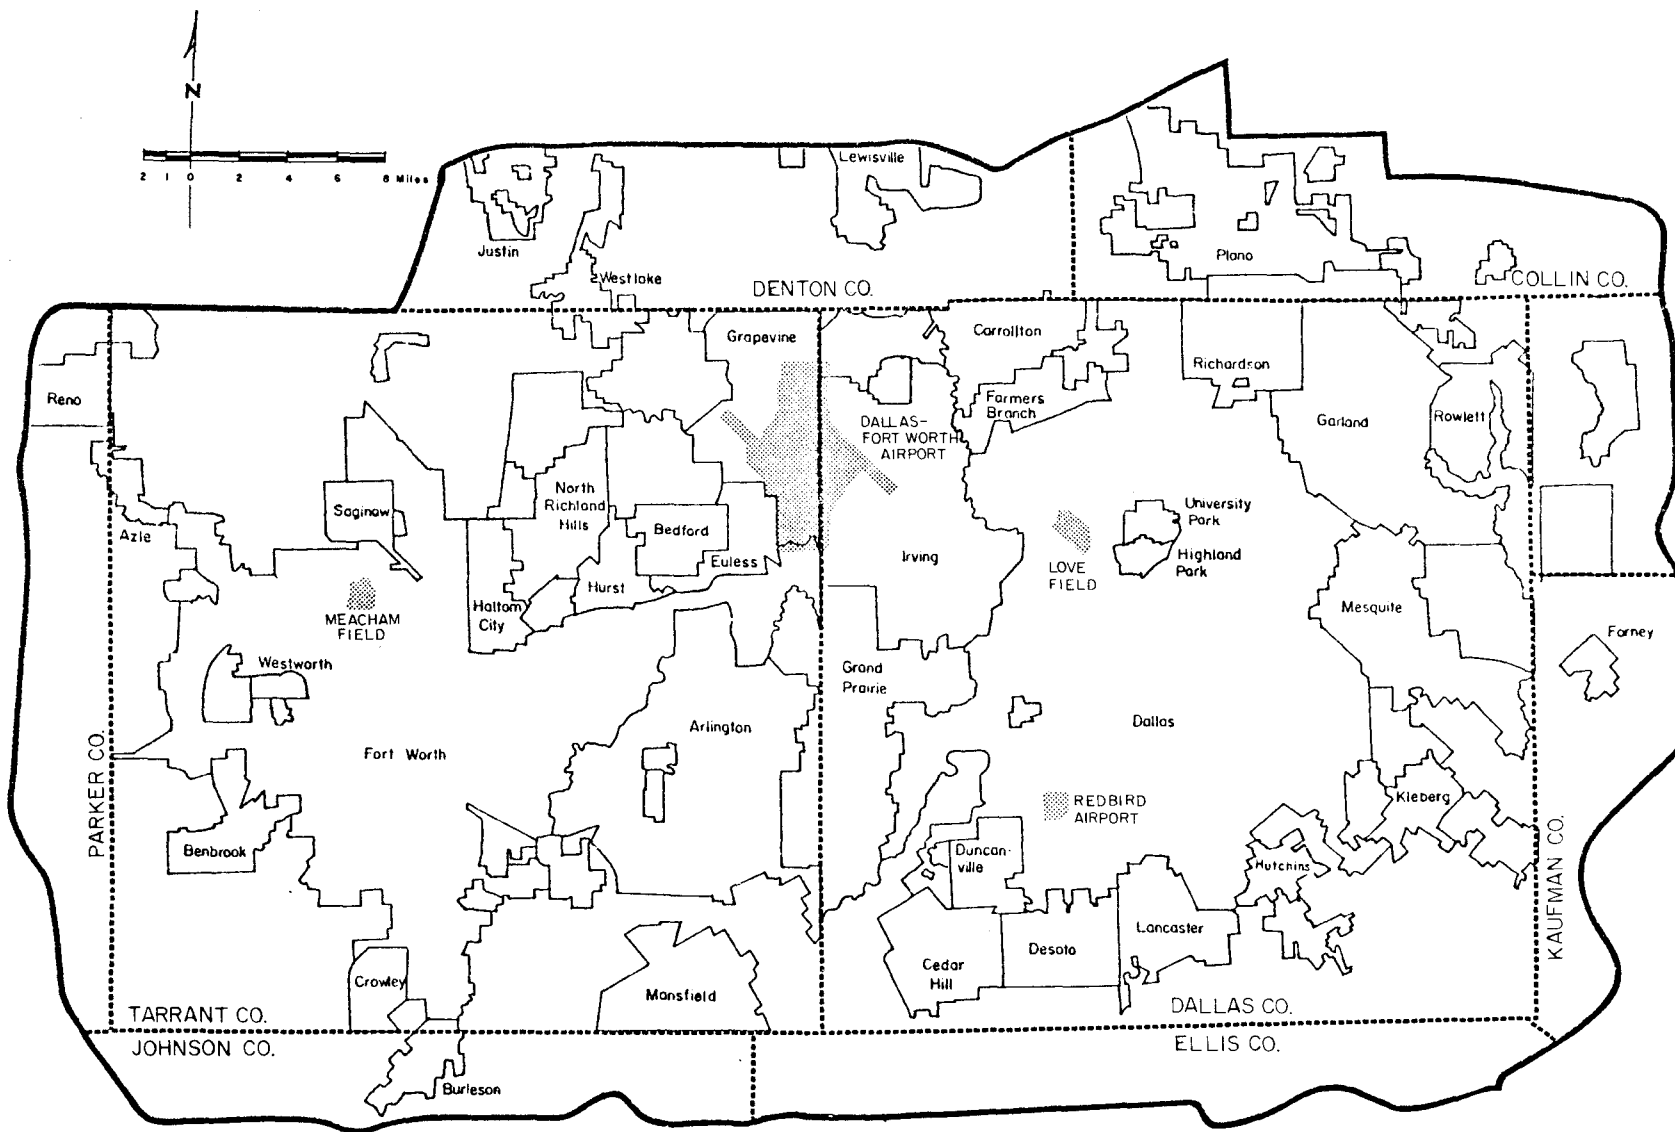 N
2 1 0 2 4 6 8 Miles
Lewisville
Justin
Westlake
Plano
DENTON CO.
COLLIN CO.
Grapevine
Carrollton
Richardson
Reno
Farmers
Branch
Garland
Rowlett
DALLAS-
FORT WORTH
AIRPORT
North
Richland
Hills
Saginaw
Azle
Bedford
University
Park
Highland
Park
Irving
LOVE
FIELD
Euless
Hurst
Haltom
City
MEACHAM
FIELD
Mesquite
Forney
Westworth
Grand
Prairie
Arlington
Dallas
Fort Worth
PARKER CO.
REDBIRD
AIRPORT
Kleberg
Benbrook
Duncan-
ville
Hutchins
KAUFMAN CO.
Lancaster
Desoto
Cedar
Hill
Crowley
Mansfield
TARRANT CO.
DALLAS CO.
JOHNSON CO.
ELLIS CO.
Burleson